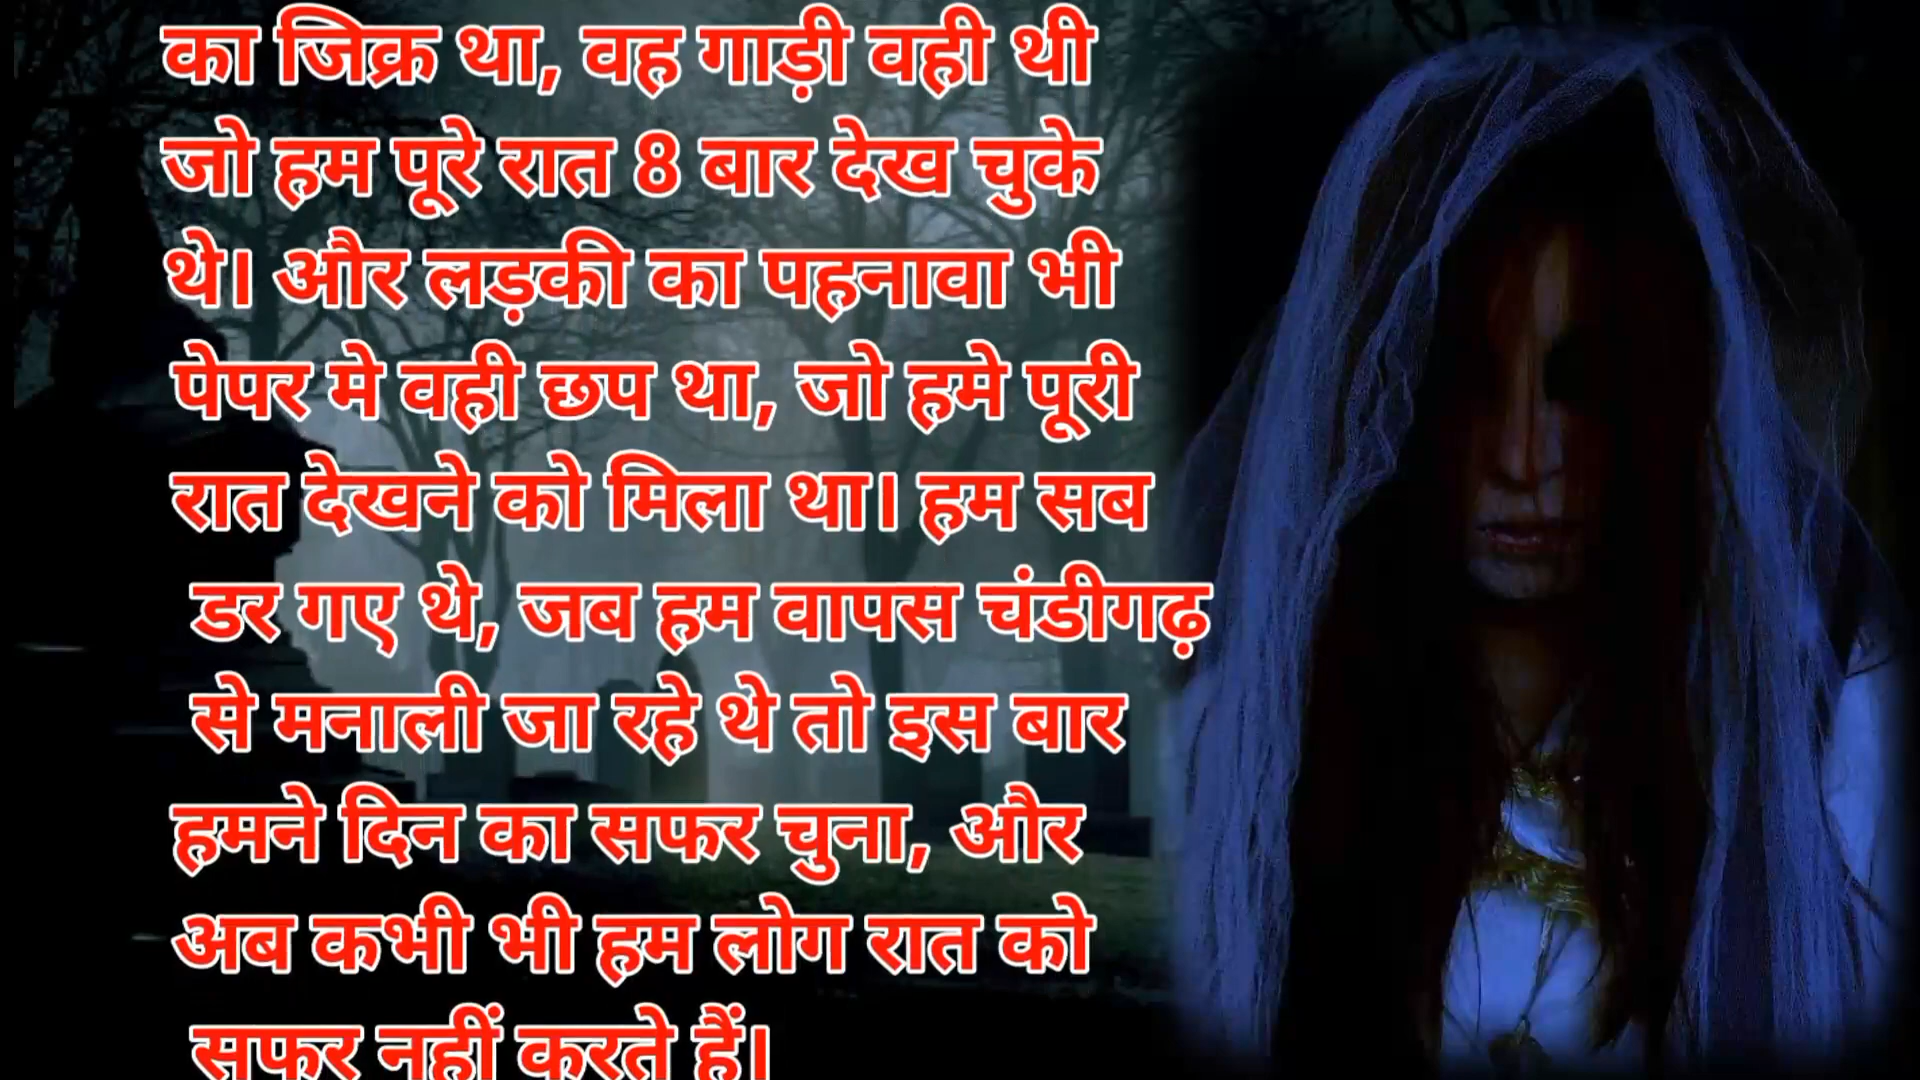 का जिक्र था, वह गाड़ी वही थी
जो हम पूरे रात 8 बार देख चुके
थे। और लड़की का पहनावा भी
पेपर मे वही छप था, जो हमे पूरी
रात देखने को मिला था। हम सब
डर गए थे, जब हम वापस चंडीगढ़
से मनाली जा रहे थे तो इस बार
हमने दिन का सफर चुना, और
अब कभी भी हम लोग रात को
सफर नहीं करते हैं।